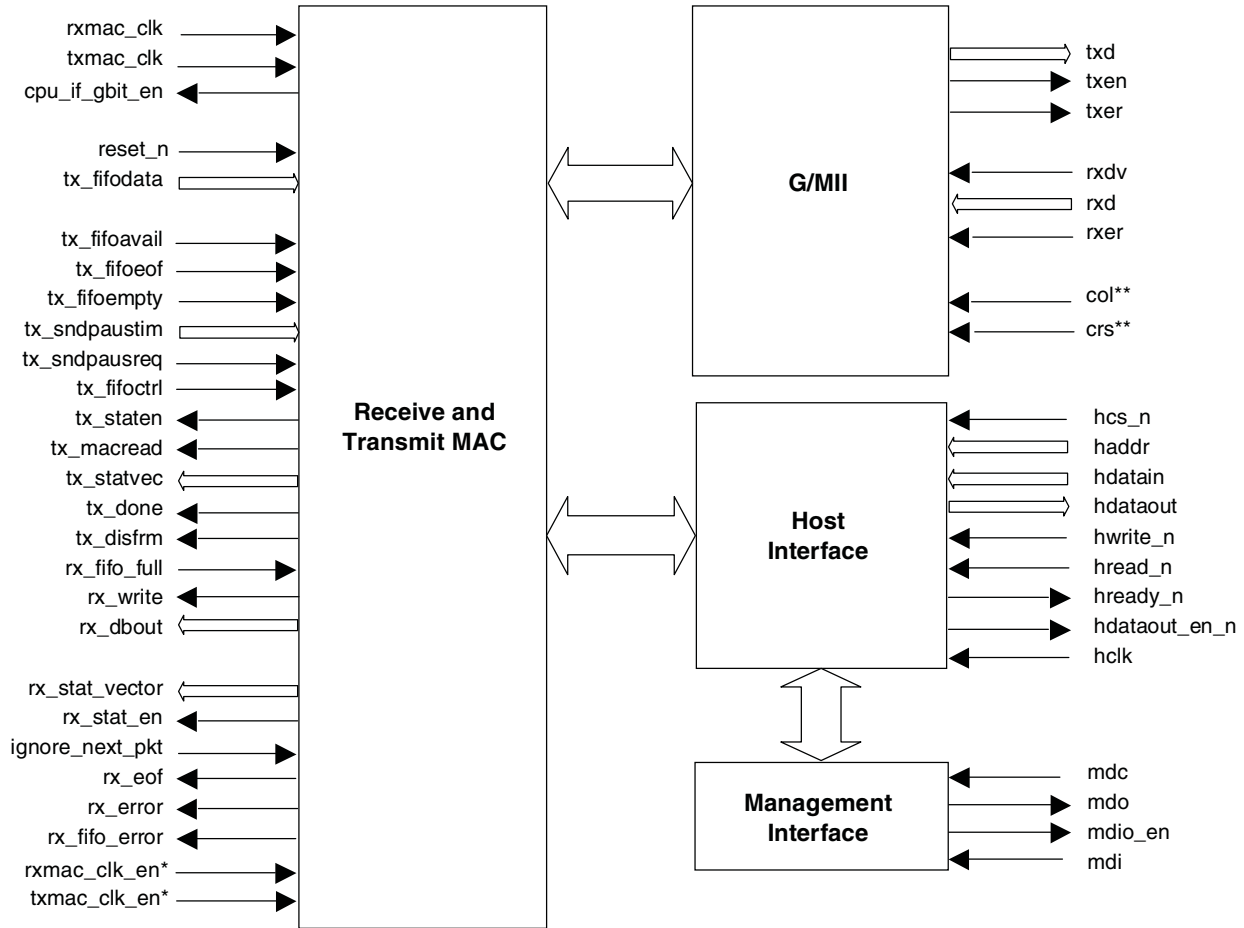 rxmac_clk
txmac_clk
cpu_if_gbit_en
reset_n
tx_fifodata
tx_fifoavail
tx_fifoeof
tx_fifoempty
tx_sndpaustim
tx_sndpausreq
tx_fifoctrl
tx_staten
tx_macread
tx_statvec
tx_done
tx_disfrm
rx_fifo_full
rx_write
rx_dbout
rx_stat_vector
rx_stat_en
ignore_next_pkt
rx_eof
rx_error
rx_fifo_error
rxmac_clk_en*
txmac_clk_en*
Receive and
Transmit MAC
G/MII
txd
txen
txer
rxdv
rxd
rxer
col**
crs**
Host
Interface
hcs_n
haddr
hdatain
hdataout
hwrite_n
hread_n
hready_n
hdataout_en_n
hclk
Management
Interface
mdc
mdo
mdio_en
mdi